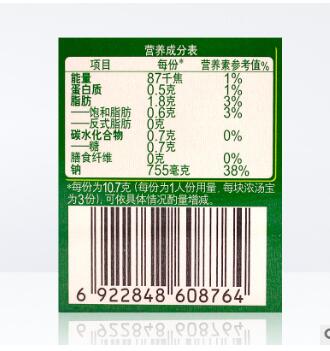 营养成分表
项目 每份* 营养素参考值%
能量 87千焦 1%
蛋白质 0.5克 1%
脂肪 1.8克 3%
——饱和脂肪 0.6克 3%
——反式脂肪 0克
碳水化合物 0.7克 0%
——糖 0.7克
膳食纤维 0克 0%
钠 755毫克 38%
*每份为10.7克(每份为1人份用量,每块浓汤宝
为3份),可依具体情况酌量增减。
6 922848 608764